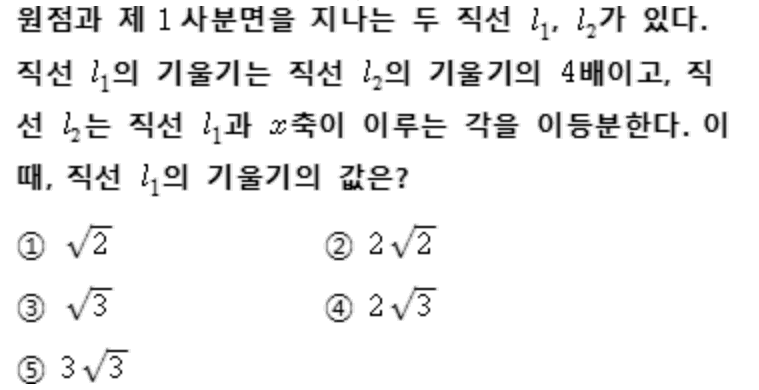 원점과 제 1 사분면을 지나는 두 직선 l₁, l₂가 있다.
직선 l₁의 기울기는 직선 l₂의 기울기의 4배이고, 직
선 l₂는 직선 l₁과 x축이 이루는 각을 이등분한다. 이
때, 직선 l₁의 기울기의 값은?
① √2 ② 2√2
③ √3 ④ 2√3
⑤ 3√3